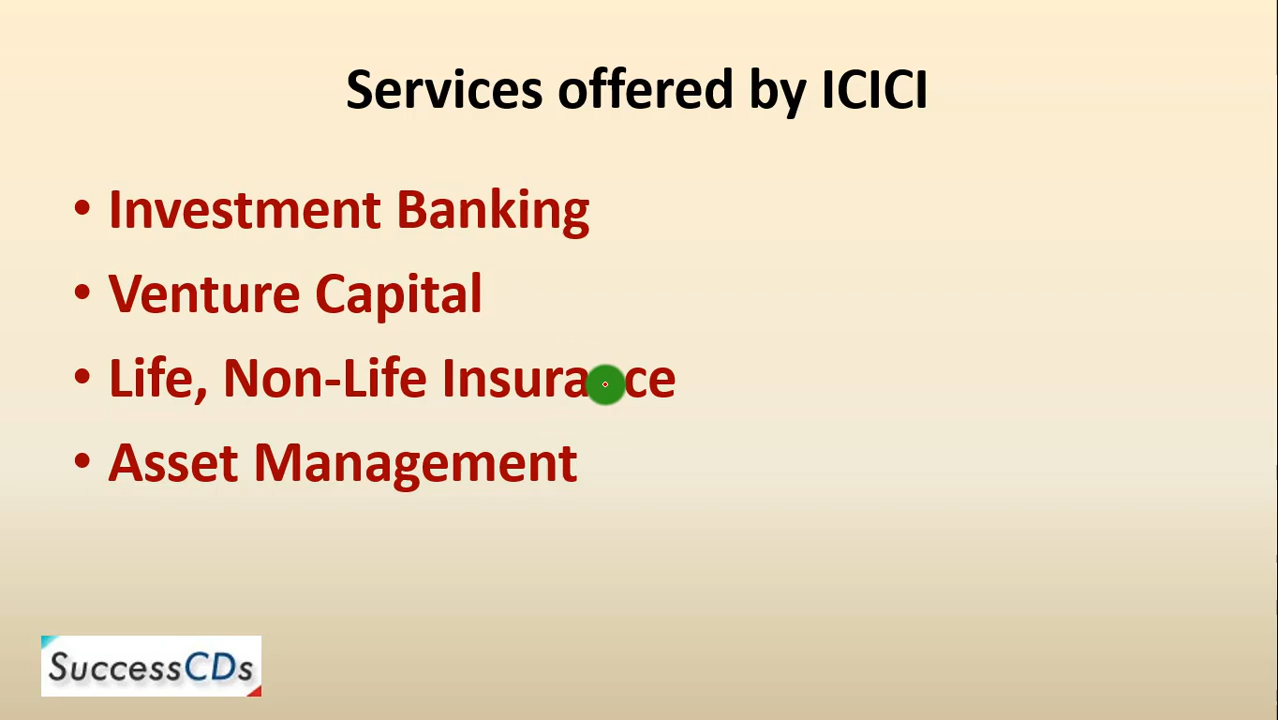 Services offered by ICICI
• Investment Banking
• Venture Capital
• Life, Non-Life Insurance
• Asset Management
SuccessCDs